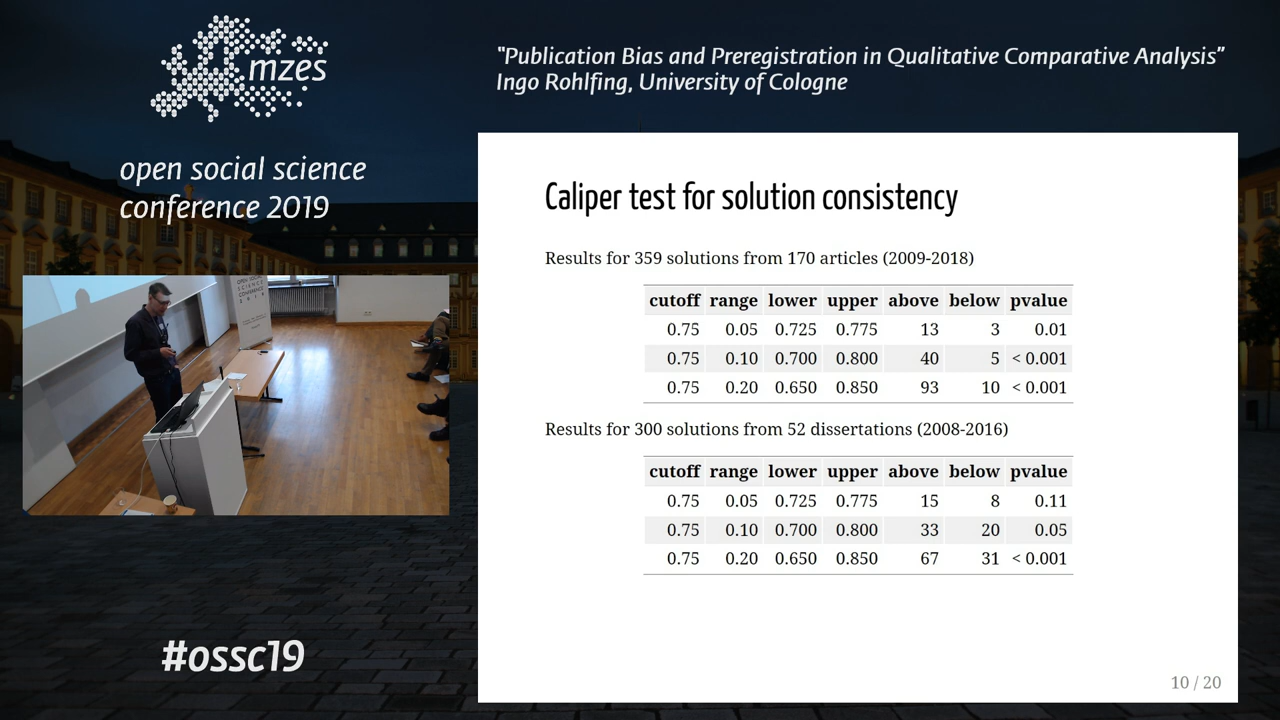 mzes
"Publication Bias and Preregistration in Qualitative Comparative Analysis"
Ingo Rohlfing, University of Cologne
open social science
conference 2019
OPEN SOCIAL
SCIENCE
CONFERENCE
2019
#ossc19
Caliper test for solution consistency
Results for 359 solutions from 170 articles (2009-2018)
cutoff range lower upper above below pvalue
0.75 0.05 0.725 0.775 13 3 0.01
0.75 0.10 0.700 0.800 40 5 < 0.001
0.75 0.20 0.650 0.850 93 10 < 0.001
Results for 300 solutions from 52 dissertations (2008-2016)
cutoff range lower upper above below pvalue
0.75 0.05 0.725 0.775 15 8 0.11
0.75 0.10 0.700 0.800 33 20 0.05
0.75 0.20 0.650 0.850 67 31 < 0.001
10 / 20